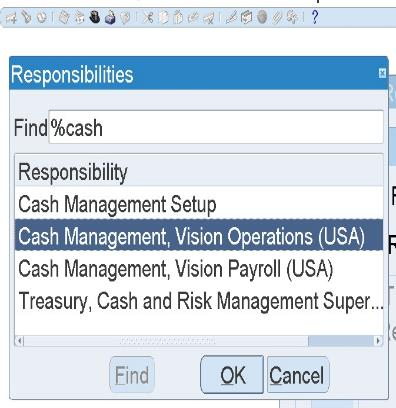 ?
Responsibilities
Find %cash
Responsibility
Cash Management Setup
Cash Management, Vision Operations (USA)
Cash Management, Vision Payroll (USA)
Treasury, Cash and Risk Management Super...
Find OK Cancel